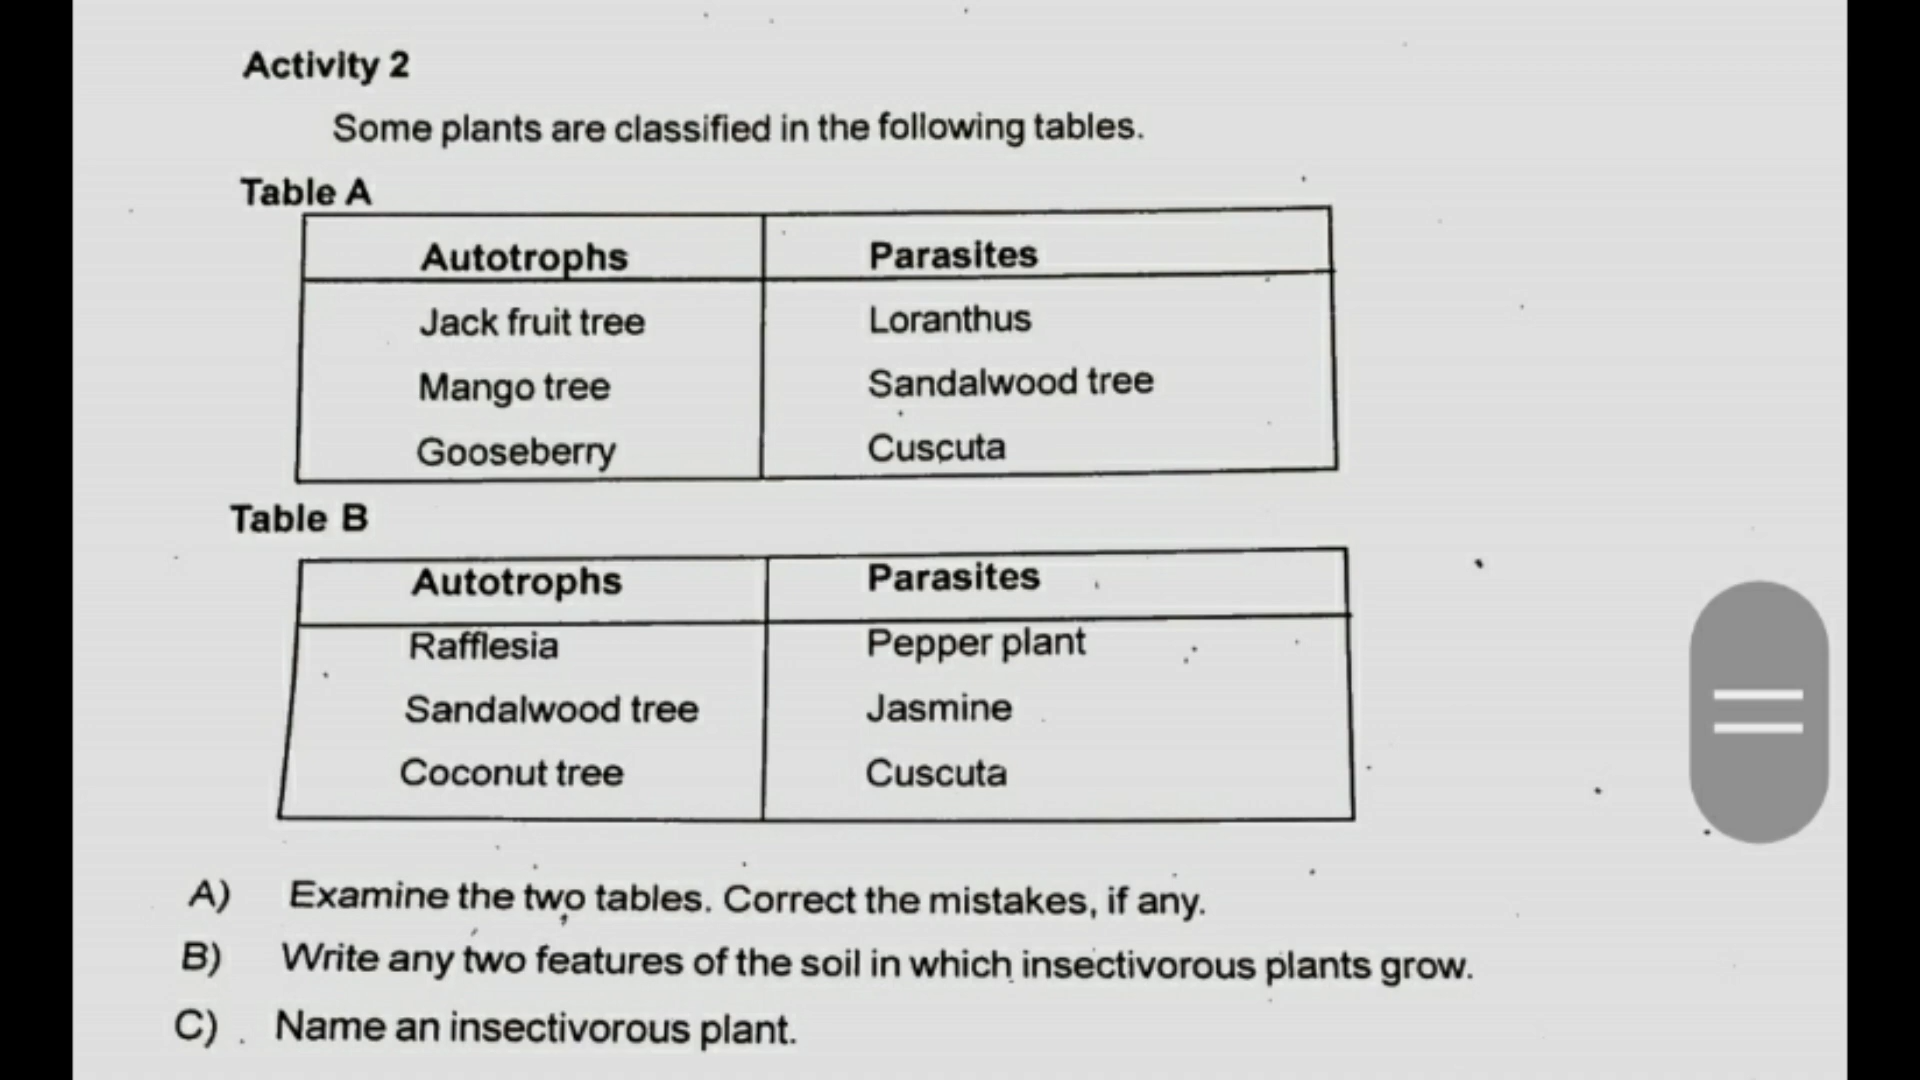 Activity 2
Some plants are classified in the following tables.
Table A
Autotrophs Parasites
Jack fruit tree Loranthus
Mango tree Sandalwood tree
Gooseberry Cuscuta
Table B
Autotrophs Parasites
Rafflesia Pepper plant
Sandalwood tree Jasmine
Coconut tree Cuscuta
A) Examine the two tables. Correct the mistakes, if any.
B) Write any two features of the soil in which insectivorous plants grow.
C) Name an insectivorous plant.